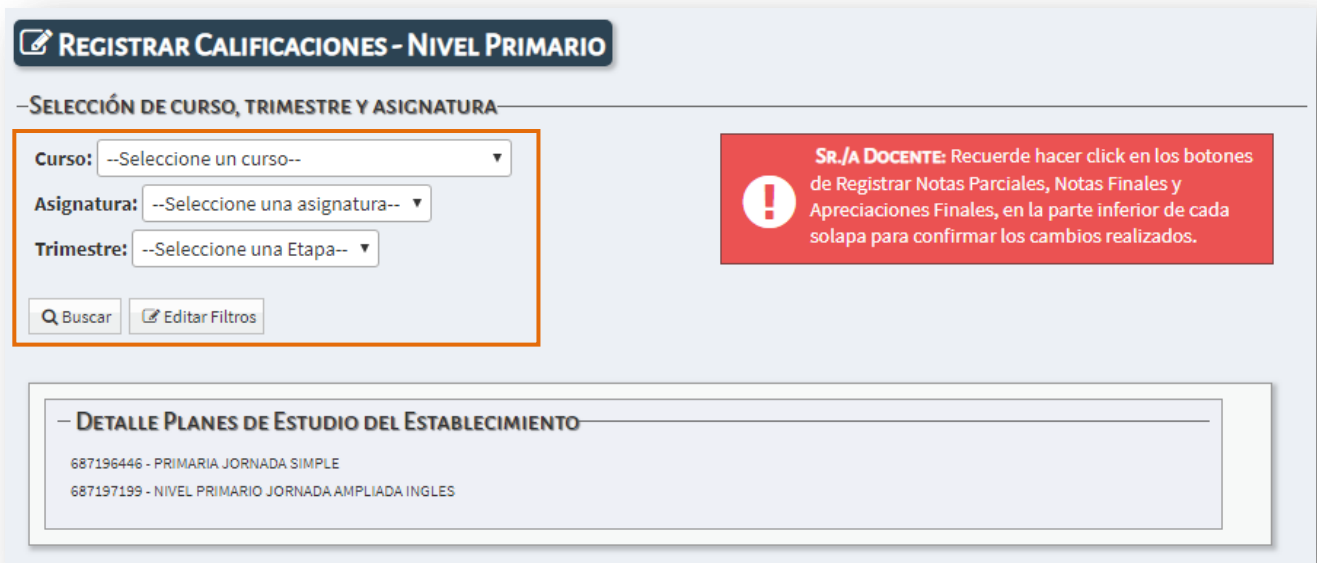 REGISTRAR CALIFICACIONES - NIVEL PRIMARIO
SELECCIÓN DE CURSO, TRIMESTRE Y ASIGNATURA
Curso: --Seleccione un curso--
Asignatura: --Seleccione una asignatura--
Trimestre: --Seleccione una Etapa--
Buscar Editar Filtros
SR./A DOCENTE: Recuerde hacer click en los botones
de Registrar Notas Parciales, Notas Finales y
Apreciaciones Finales, en la parte inferior de cada
solapa para confirmar los cambios realizados.
DETALLE PLANES DE ESTUDIO DEL ESTABLECIMIENTO
687196446 - PRIMARIA JORNADA SIMPLE
687197199 - NIVEL PRIMARIO JORNADA AMPLIADA INGLES